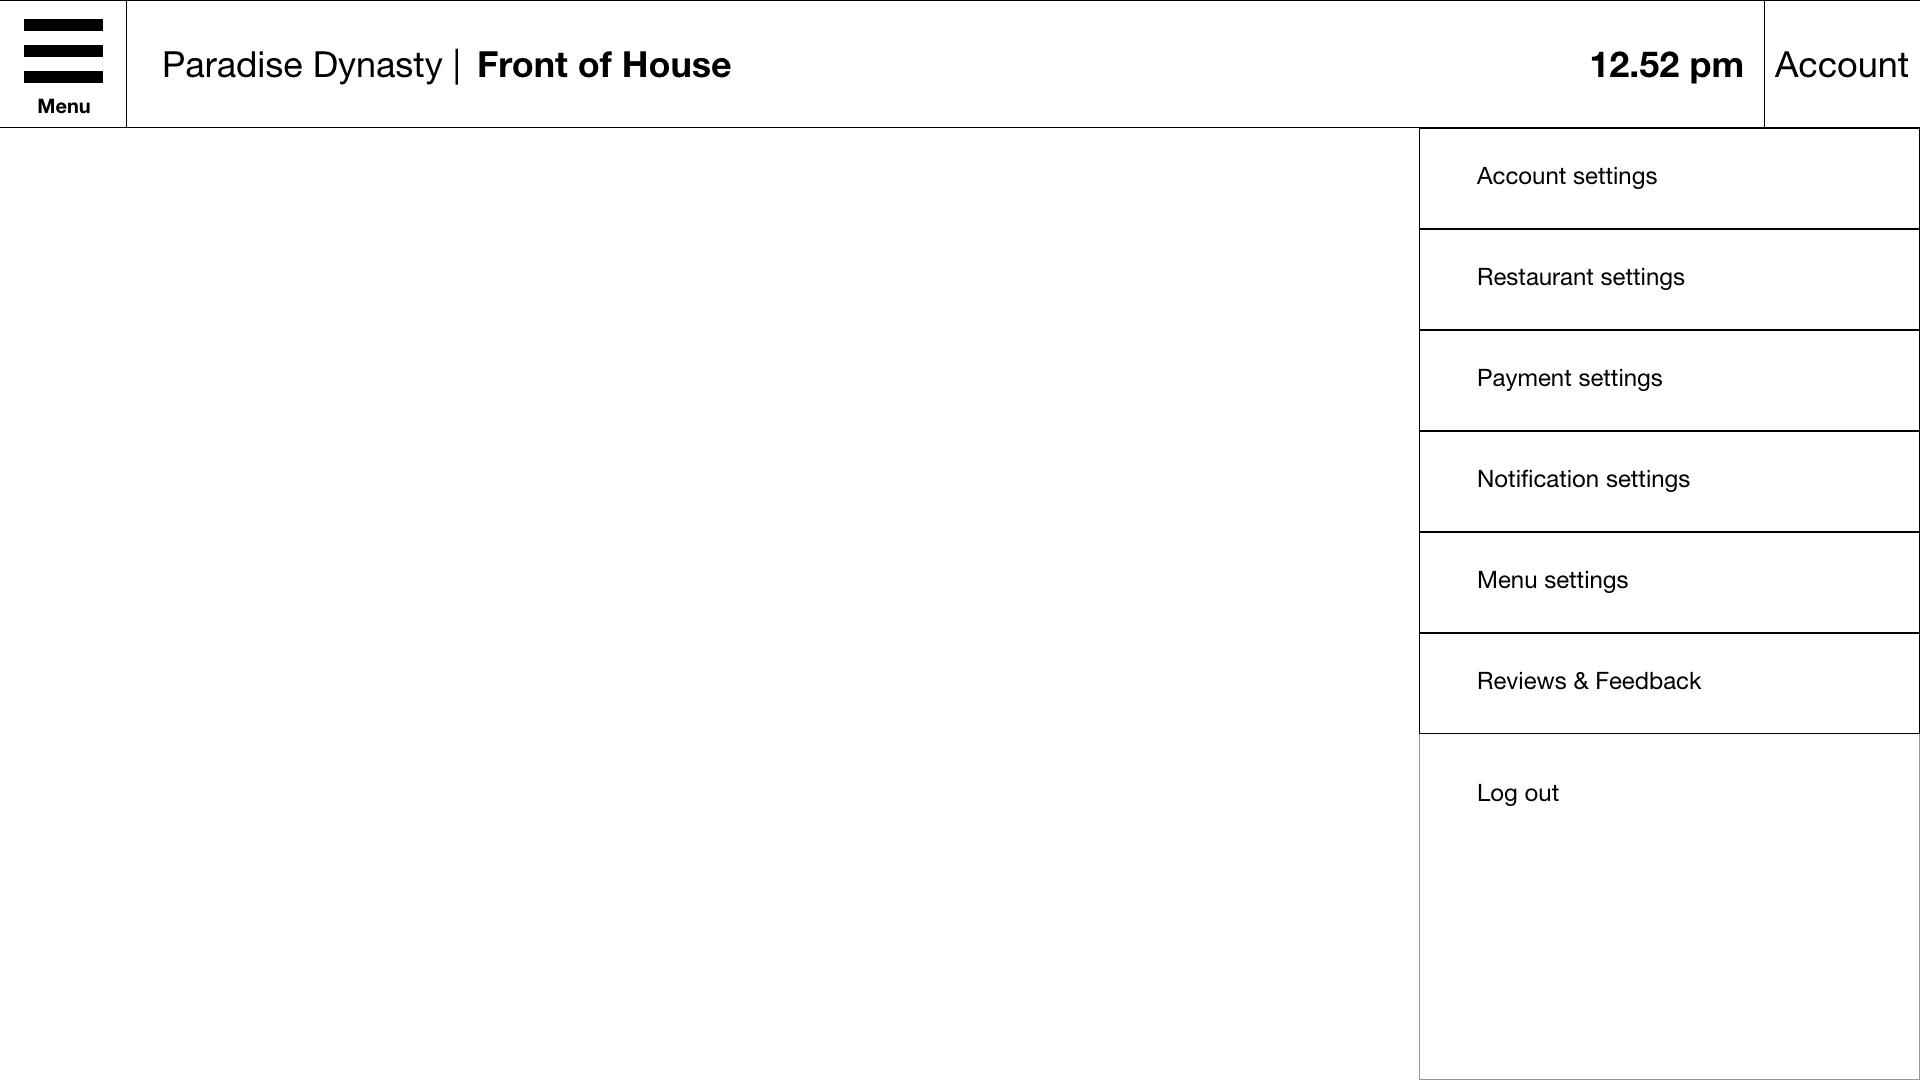 Menu
Paradise Dynasty | Front of House
12.52 pm
Account
Account settings
Restaurant settings
Payment settings
Notification settings
Menu settings
Reviews & Feedback
Log out